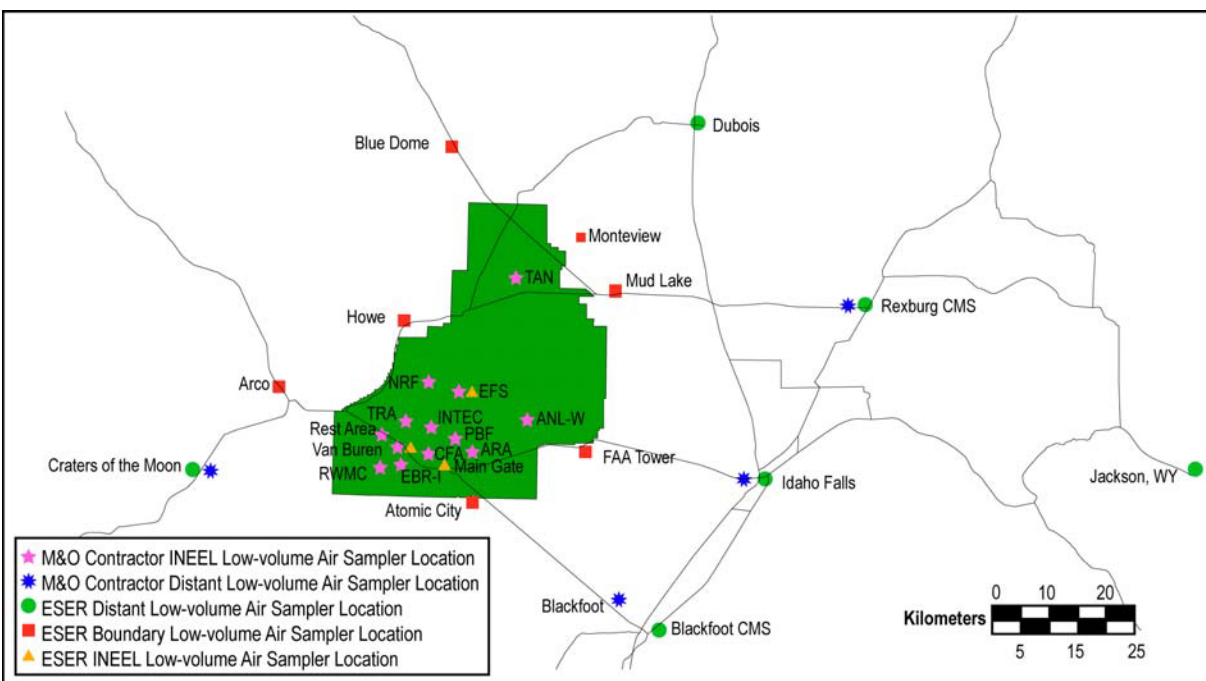 Dubois
Blue Dome
Monteview
TAN
Mud Lake
Rexburg CMS
Howe
NRF
Arco
EFS
TRA
INTEC
ANL-W
Rest Area
PBF
Van Buren
CFA
ARA
FAA Tower
Craters of the Moon
RWMC
EBR-I
Main Gate
Idaho Falls
Jackson, WY
Atomic City
M&O Contractor INEEL Low-volume Air Sampler Location
M&O Contractor Distant Low-volume Air Sampler Location
ESER Distant Low-volume Air Sampler Location
ESER Boundary Low-volume Air Sampler Location
ESER INEEL Low-volume Air Sampler Location
Blackfoot
Blackfoot CMS
0 10 20
Kilometers
5 15 25